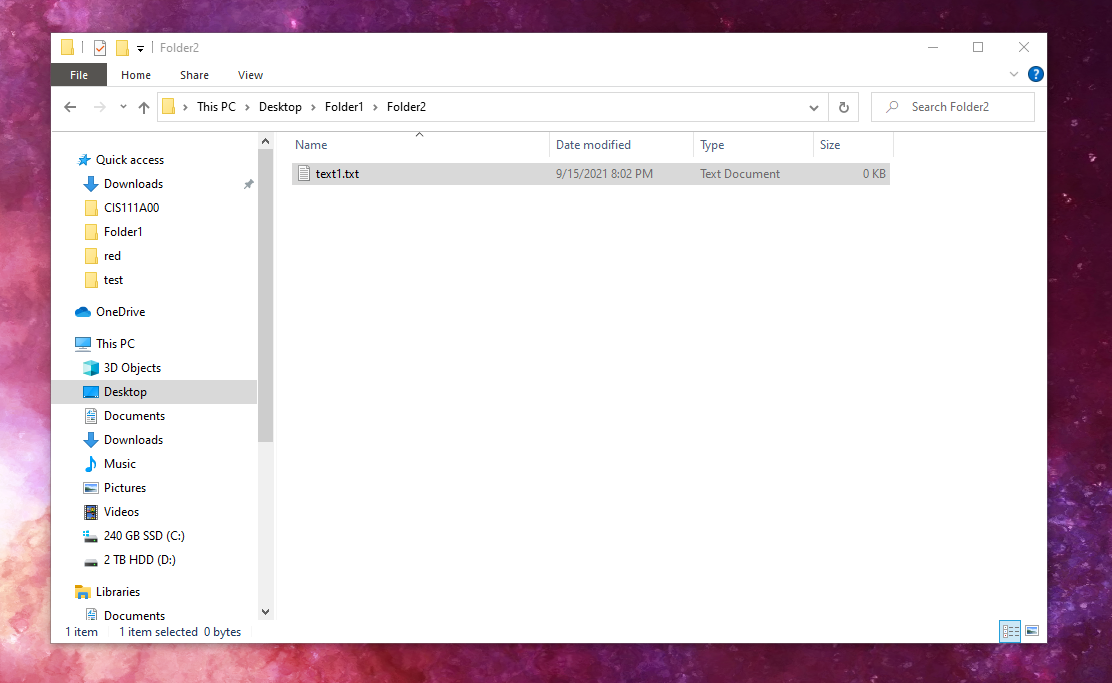 Folder2
File Home Share View
This PC Desktop Folder1 Folder2 Search Folder2
Name Date modified Type Size
text1.txt 9/15/2021 8:02 PM Text Document 0 KB
Quick access
Downloads
CIS111A00
Folder1
red
test
OneDrive
This PC
3D Objects
Desktop
Documents
Downloads
Music
Pictures
Videos
240 GB SSD (C:)
2 TB HDD (D:)
Libraries
Documents
1 item 1 item selected 0 bytes